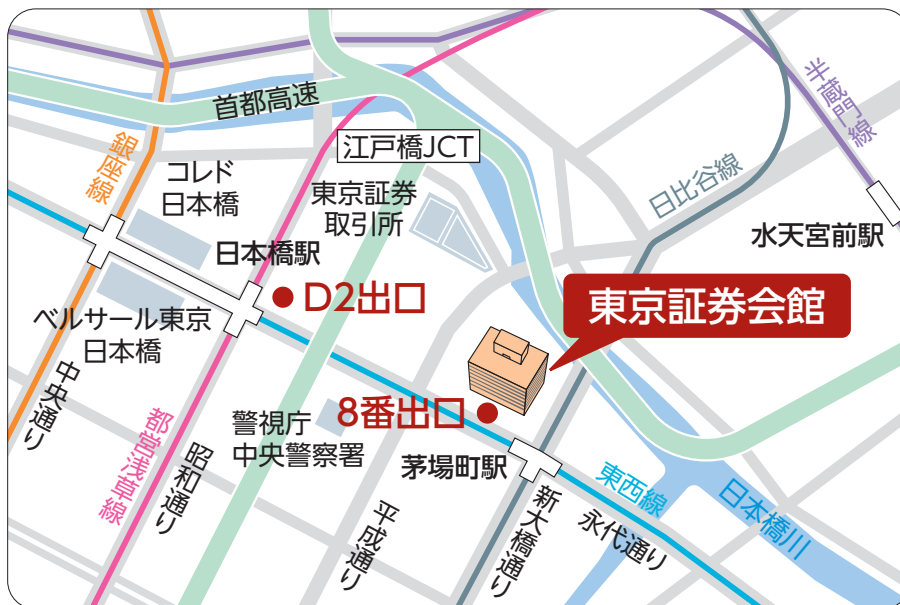 首都高速
半蔵門線
江戸橋JCT
銀座線
コレド
日本橋
東京証券
取引所
日比谷線
水天宮前駅
日本橋駅
D2出口
東京証券会館
ベルサール東京
日本橋
中央通り
都営浅草線
昭和通り
警視庁
中央警察署
8番出口
茅場町駅
平成通り
新大橋通り
東西線
永代通り
日本橋川